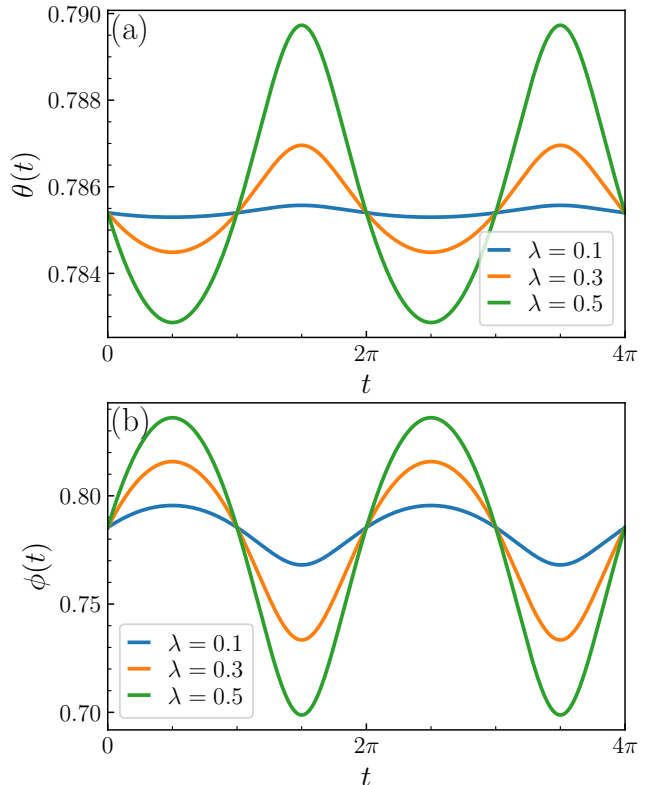 (a)
0.790
0.788
0.786
0.784
θ(t)
λ = 0.1
λ = 0.3
λ = 0.5
0
2π
4π
t
(b)
0.80
0.75
0.70
ϕ(t)
λ = 0.1
λ = 0.3
λ = 0.5
0
2π
4π
t